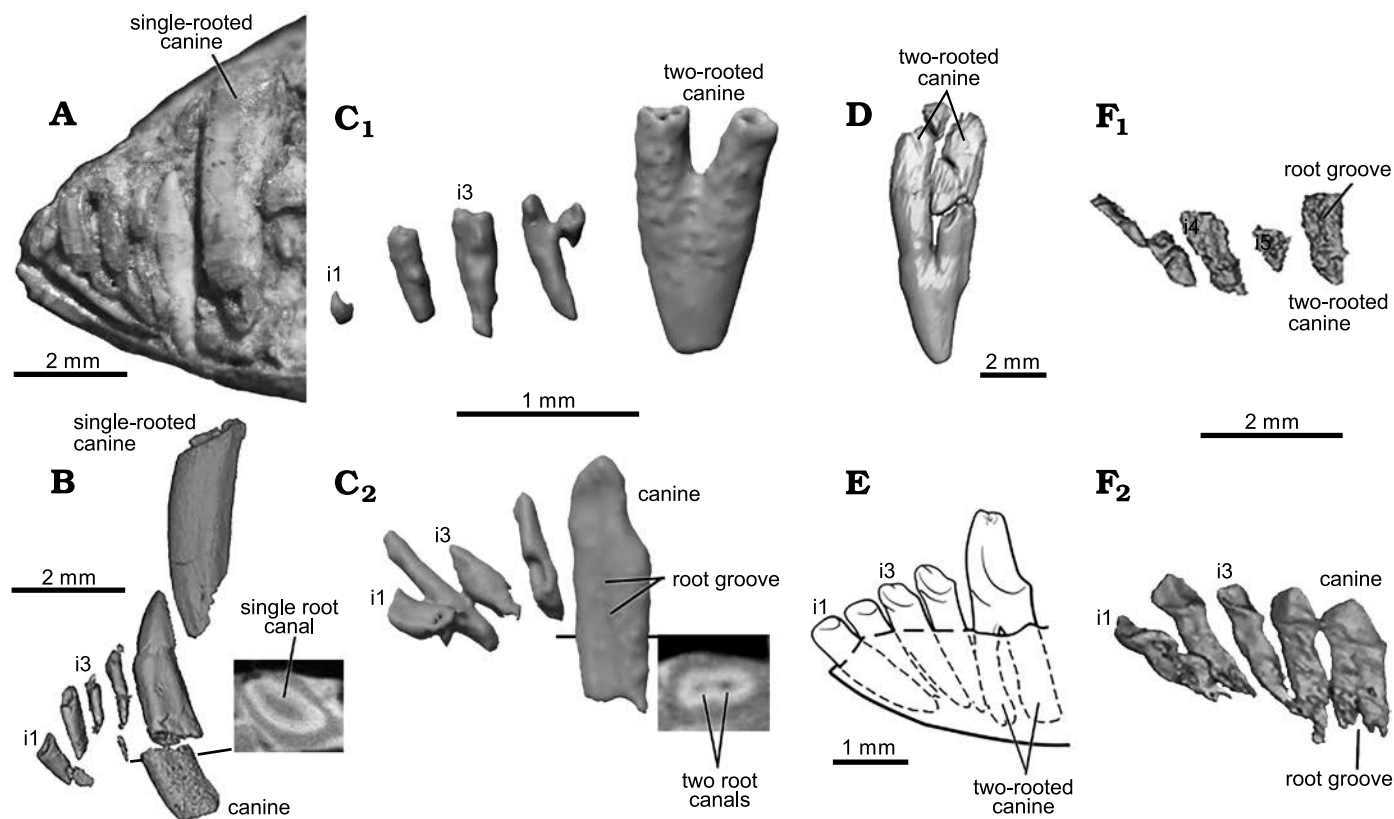 single-rooted
canine
A
2 mm
C1
i1
i3
two-rooted
canine
1 mm
D
two-rooted
canine
2 mm
F1
i4
i5
root groove
two-rooted
canine
2 mm
single-rooted
canine
B
2 mm
i1
i3
single root
canal
canine
C2
i1
i3
canine
root groove
two root
canals
E
i1
i3
1 mm
two-rooted
canine
F2
i1
i3
canine
root groove